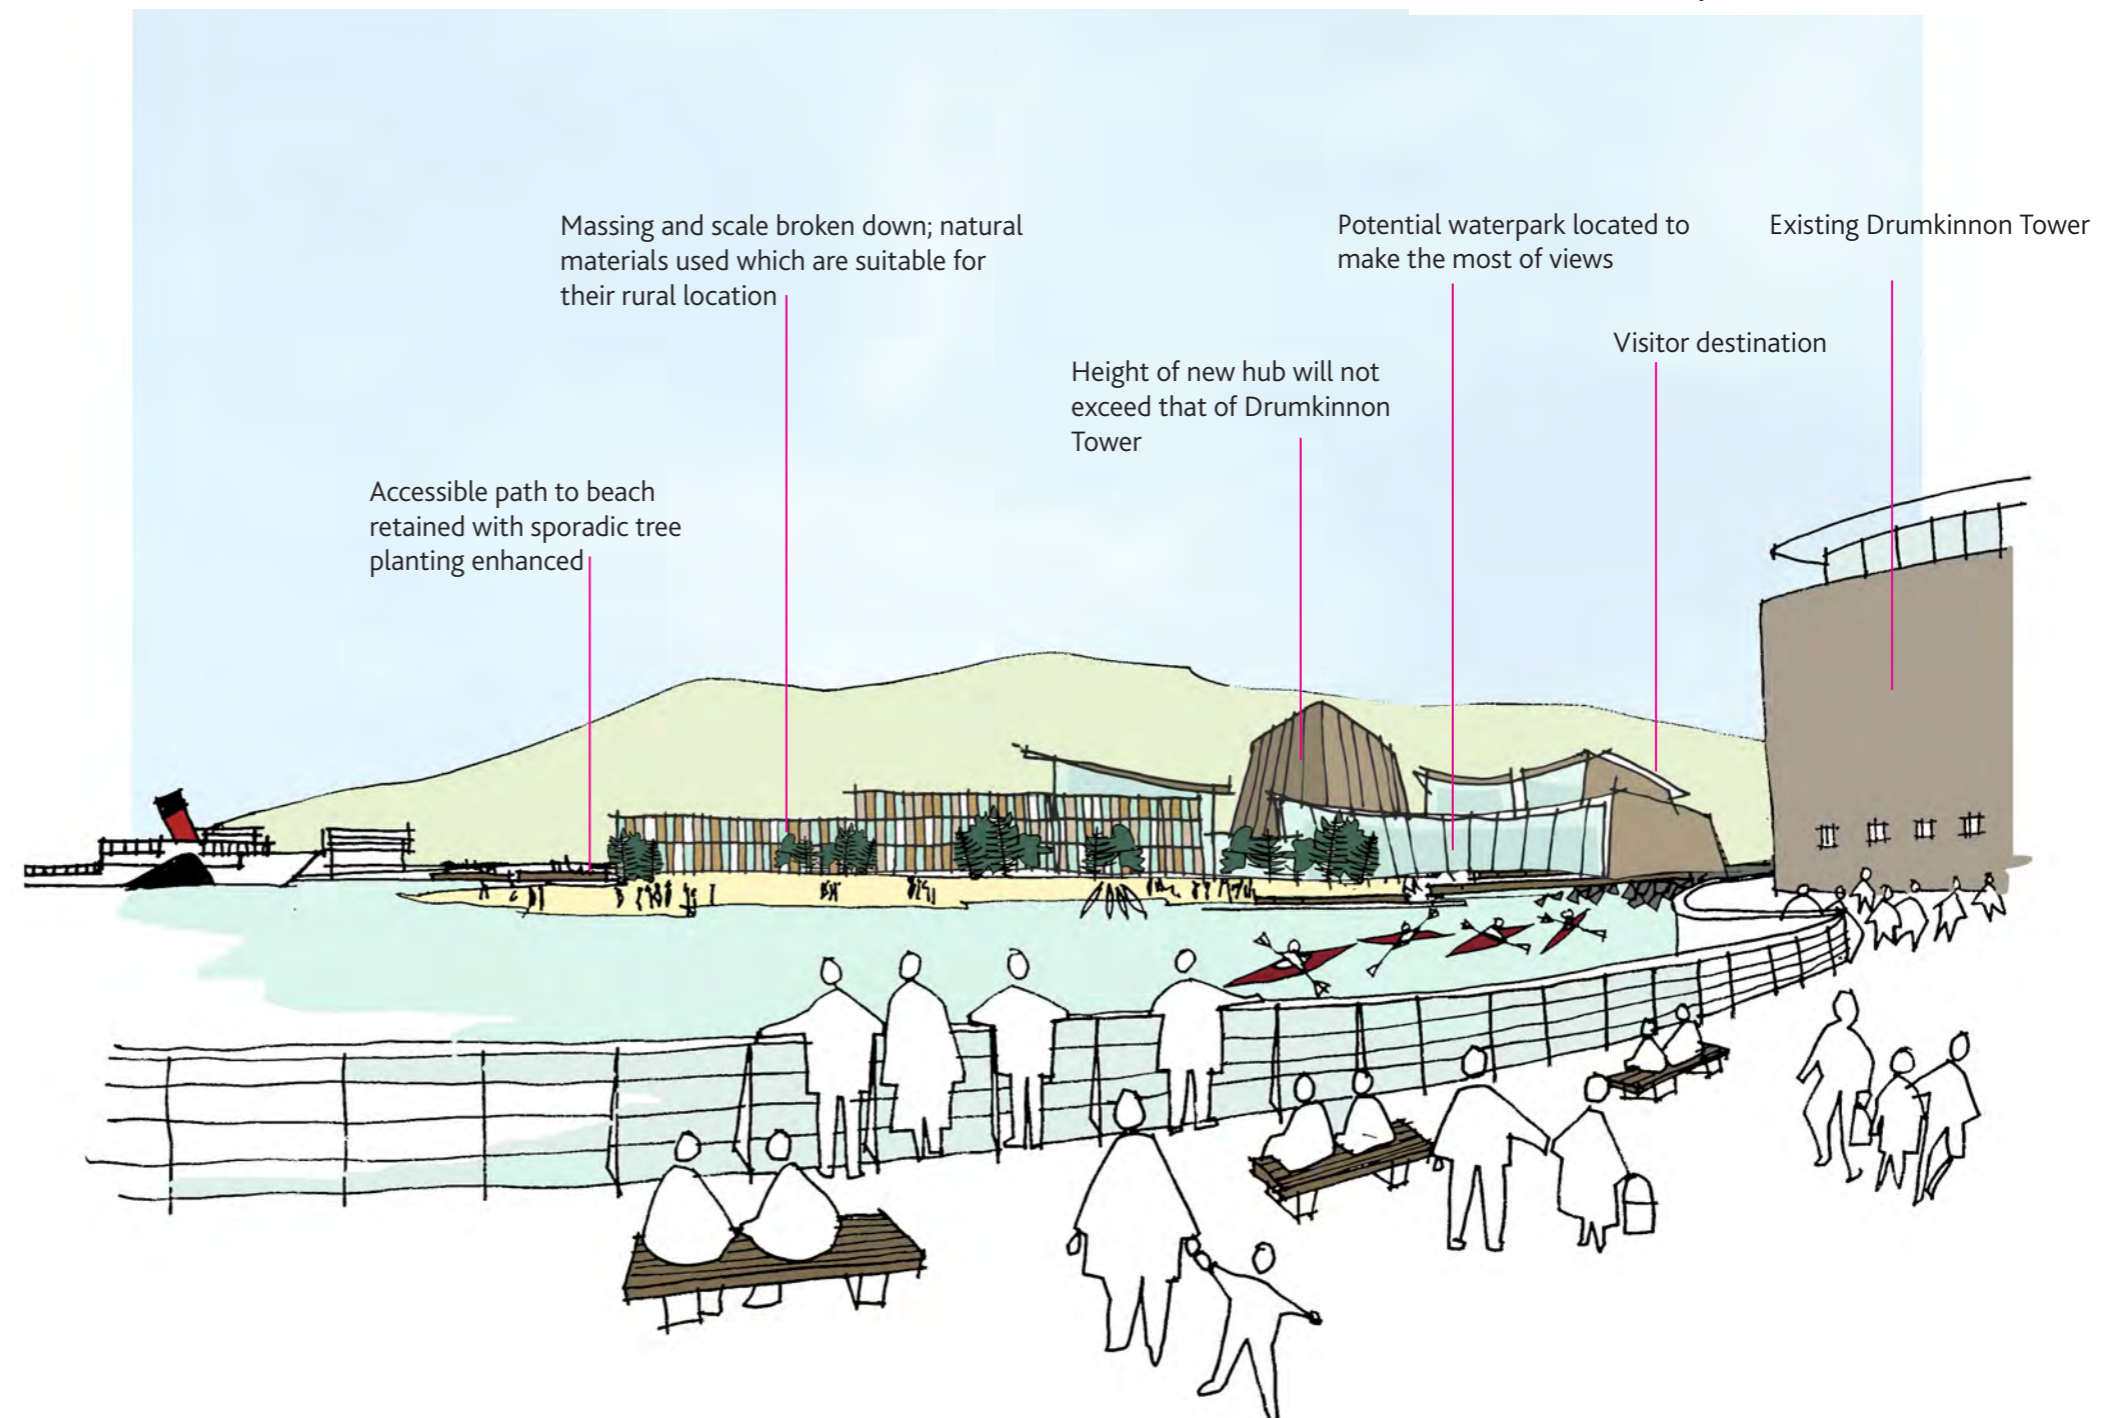 Massing and scale broken down; natural
materials used which are suitable for
their rural location
Potential waterpark located to
make the most of views
Existing Drumkinnon Tower
Visitor destination
Height of new hub will not
exceed that of Drumkinnon
Tower
Accessible path to beach
retained with sporadic tree
planting enhanced